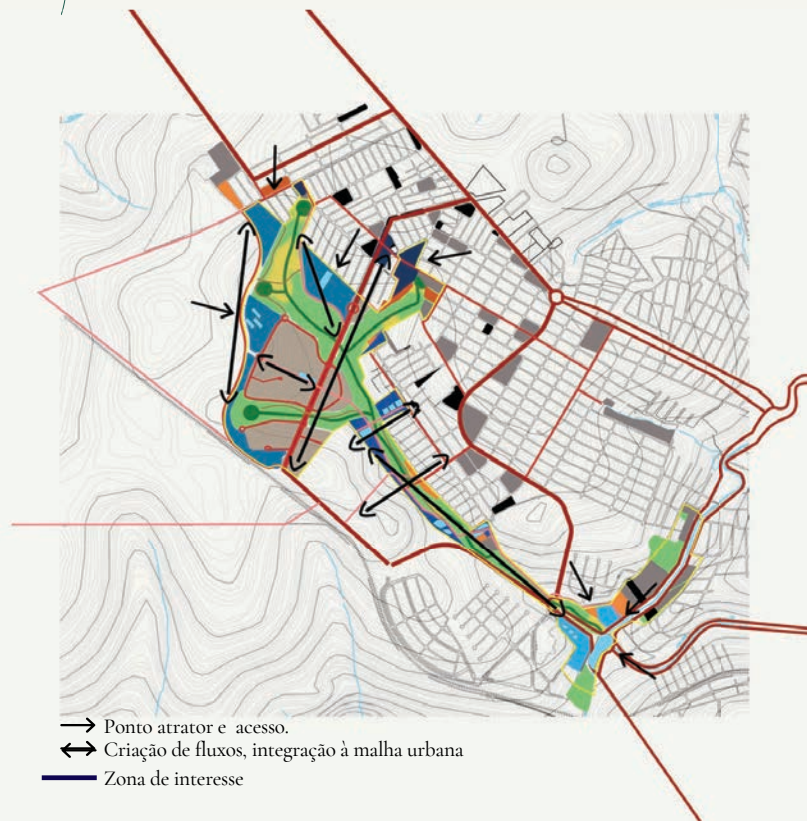 Ponto atrator e acesso.
Criação de fluxos, integração à malha urbana
Zona de interesse